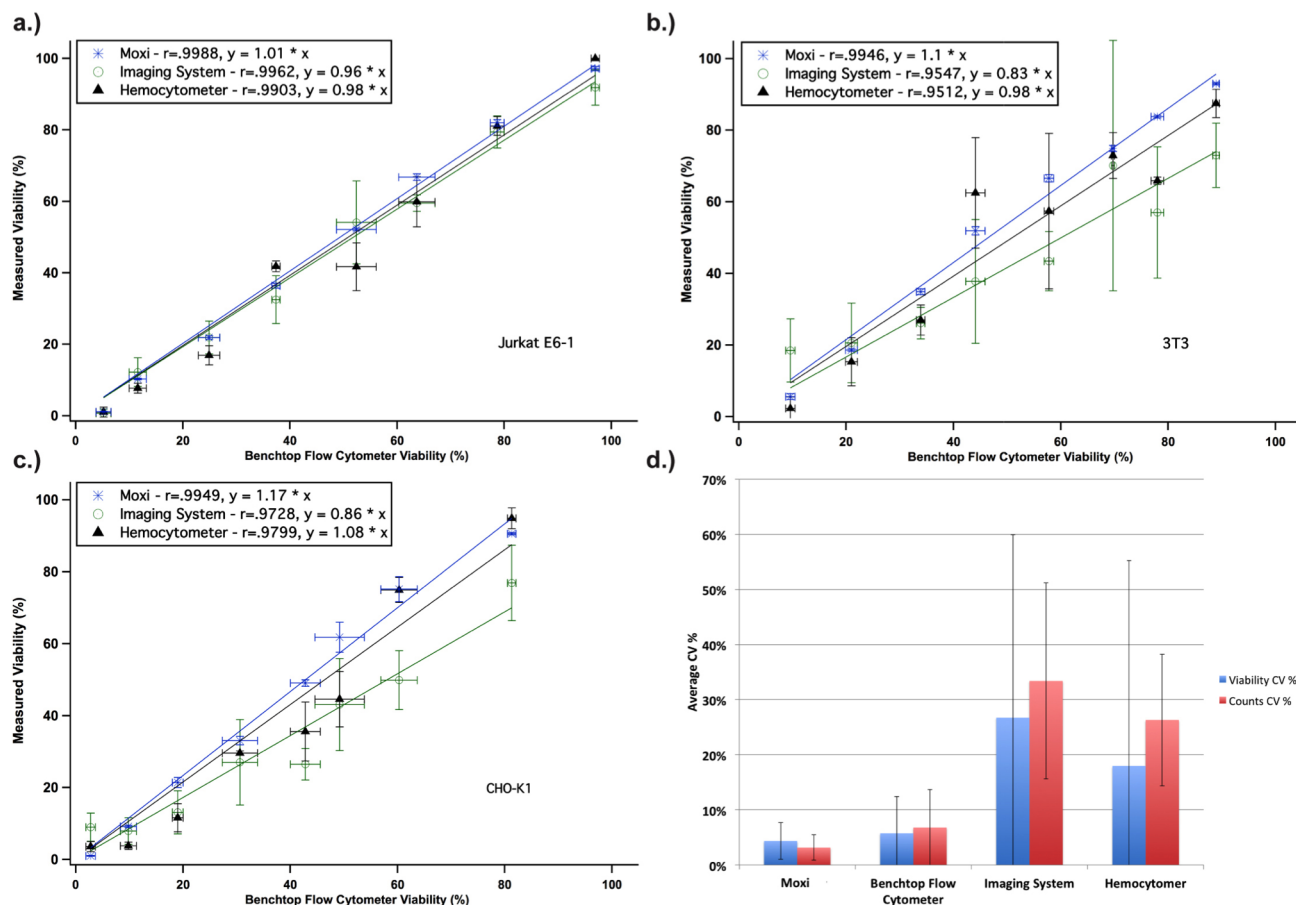 a.)
Moxi - r=.9988, y = 1.01 * x
Imaging System - r=.9962, y = 0.96 * x
Hemocytometer - r=.9903, y = 0.98 * x
100
80
60
40
20
0
Measured Viability (%)
Jurkat E6-1
0 20 40 60 80 100
Benchtop Flow Cytometer Viability (%)
b.)
Moxi - r=.9946, y = 1.1 * x
Imaging System - r=.9547, y = 0.83 * x
Hemocytometer - r=.9512, y = 0.98 * x
100
80
60
40
20
0
Measured Viability (%)
3T3
0 20 40 60 80 100
Benchtop Flow Cytometer Viability (%)
c.)
Moxi - r=.9949, y = 1.17 * x
Imaging System - r=.9728, y = 0.86 * x
Hemocytometer - r=.9799, y = 1.08 * x
100
80
60
40
20
0
Measured Viability (%)
CHO-K1
0 20 40 60 80 100
Benchtop Flow Cytometer Viability (%)
d.)
70%
60%
50%
40%
30%
20%
10%
0%
Average CV %
Viability CV %
Counts CV %
Moxi
Benchtop Flow
Cytometer
Imaging System
Hemocytomer